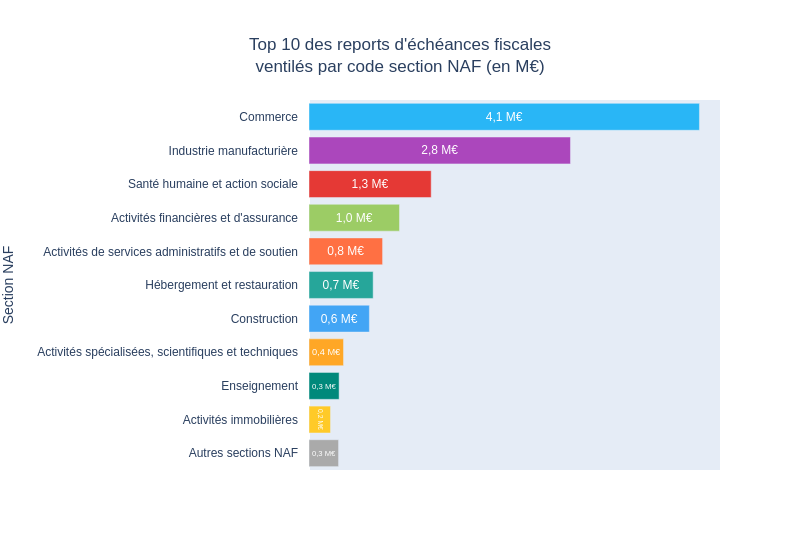 Top 10 des reports d'échéances fiscales
ventilés par code section NAF (en M€)
Section NAF
Commerce 4,1 M€
Industrie manufacturière 2,8 M€
Santé humaine et action sociale 1,3 M€
Activités financières et d'assurance 1,0 M€
Activités de services administratifs et de soutien 0,8 M€
Hébergement et restauration 0,7 M€
Construction 0,6 M€
Activités spécialisées, scientifiques et techniques 0,4 M€
Enseignement 0,3 M€
Activités immobilières 0,2 M€
Autres sections NAF 0,3 M€